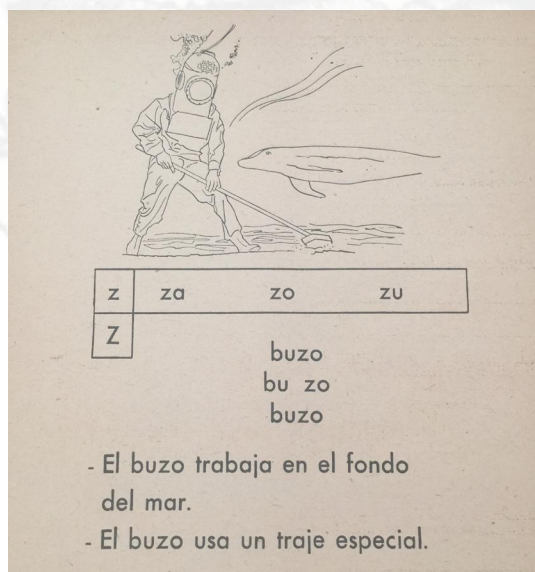 z za zo zu
Z
buzo
bu zo
buzo
- El buzo trabaja en el fondo
del mar.
- El buzo usa un traje especial.